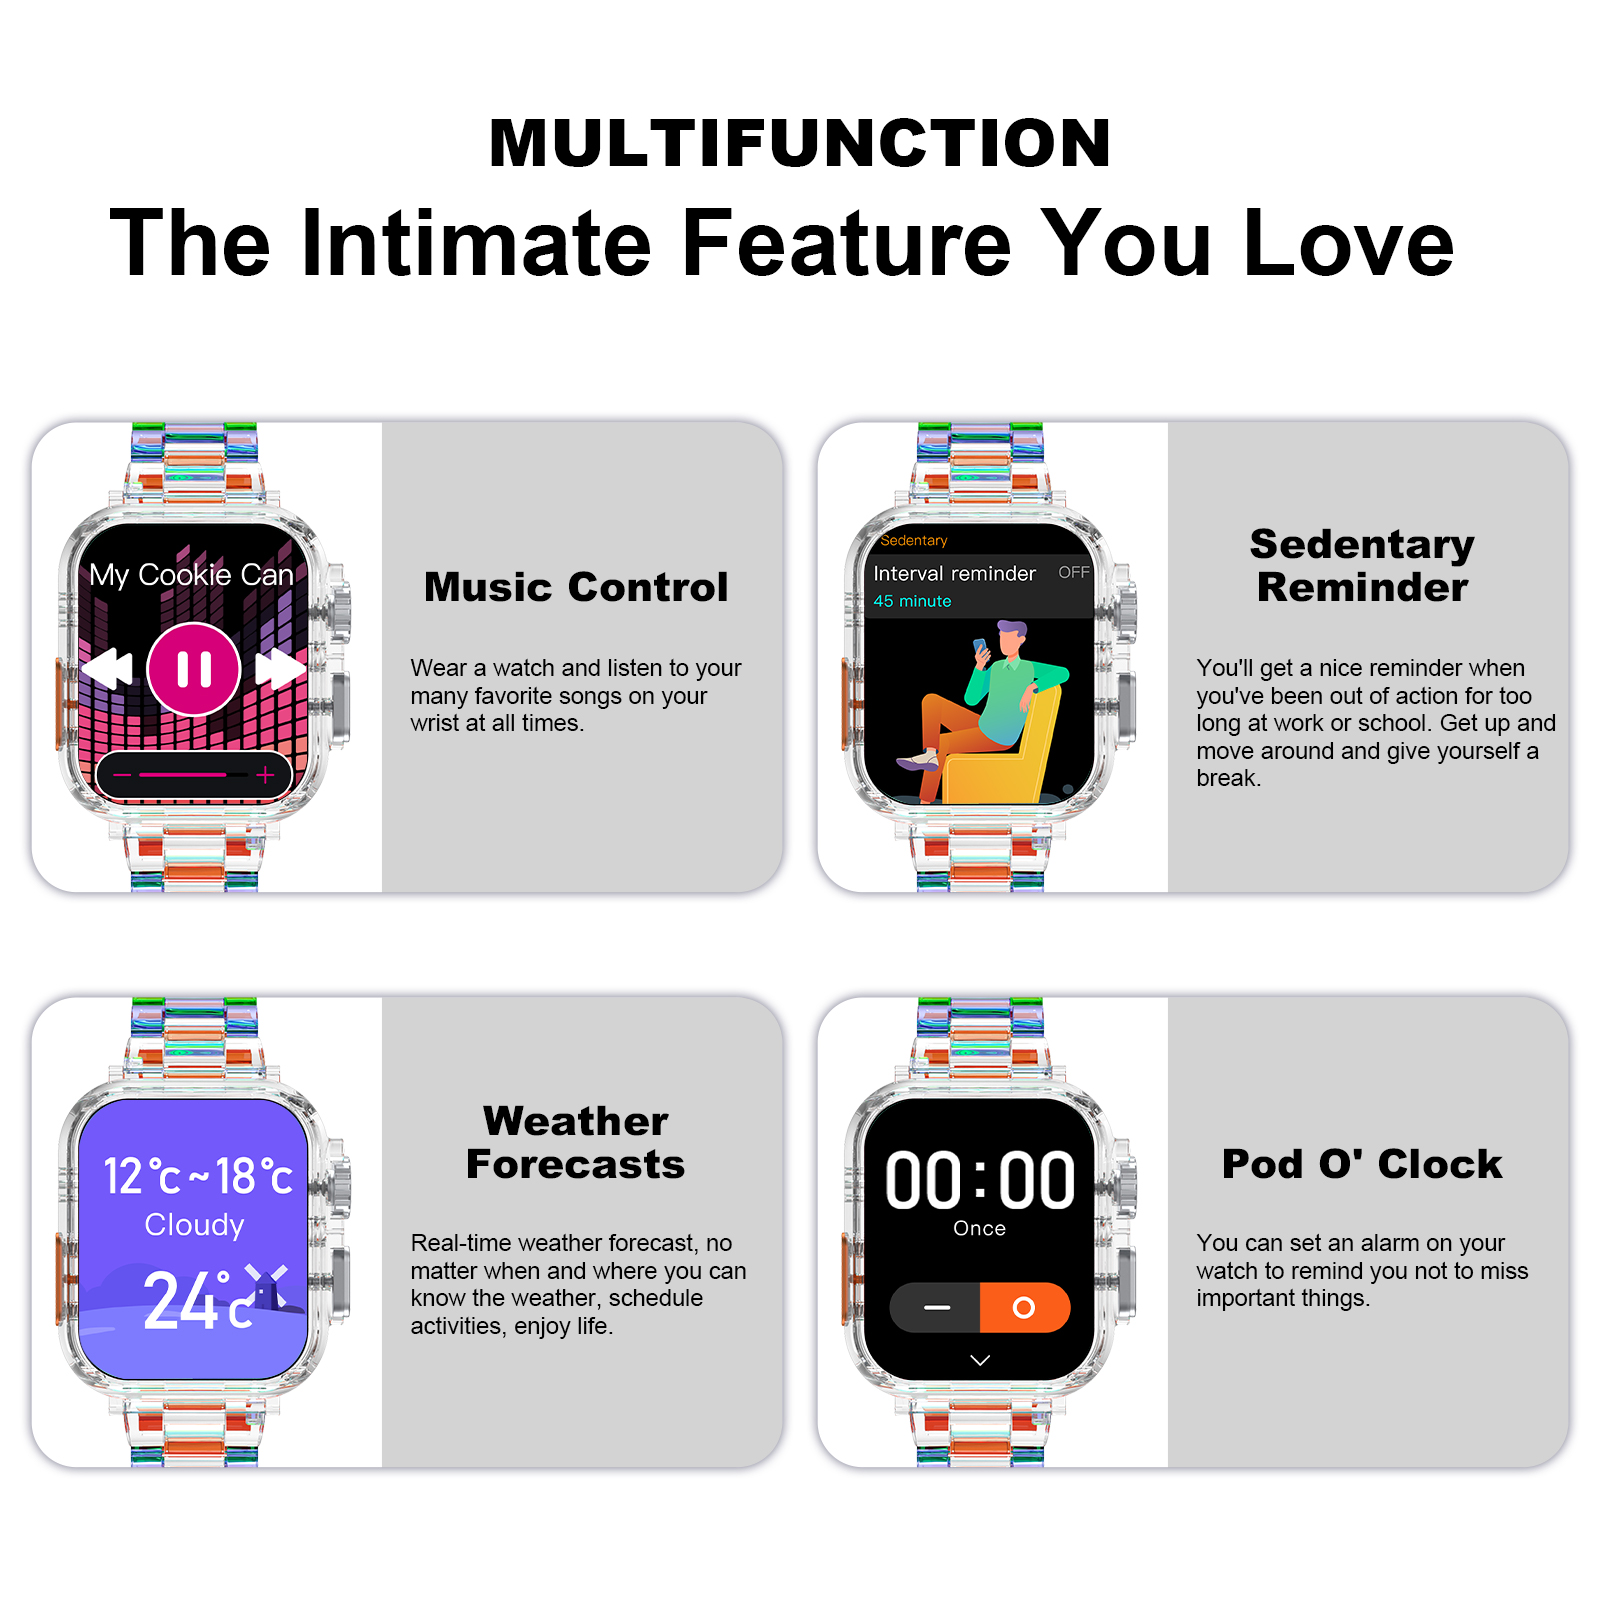 MULTIFUNCTION
The Intimate Feature You Love
My Cookie Can
Music Control
Wear a watch and listen to your
many favorite songs on your
wrist at all times.
Sedentary
Interval reminder OFF
45 minute
Sedentary
Reminder
You'll get a nice reminder when
you've been out of action for too
long at work or school. Get up and
move around and give yourself a
break.
12°c~18°c
Cloudy
24°c
Weather
Forecasts
Real-time weather forecast, no
matter when and where you can
know the weather, schedule
activities, enjoy life.
00:00
Once
Pod O' Clock
You can set an alarm on your
watch to remind you not to miss
important things.